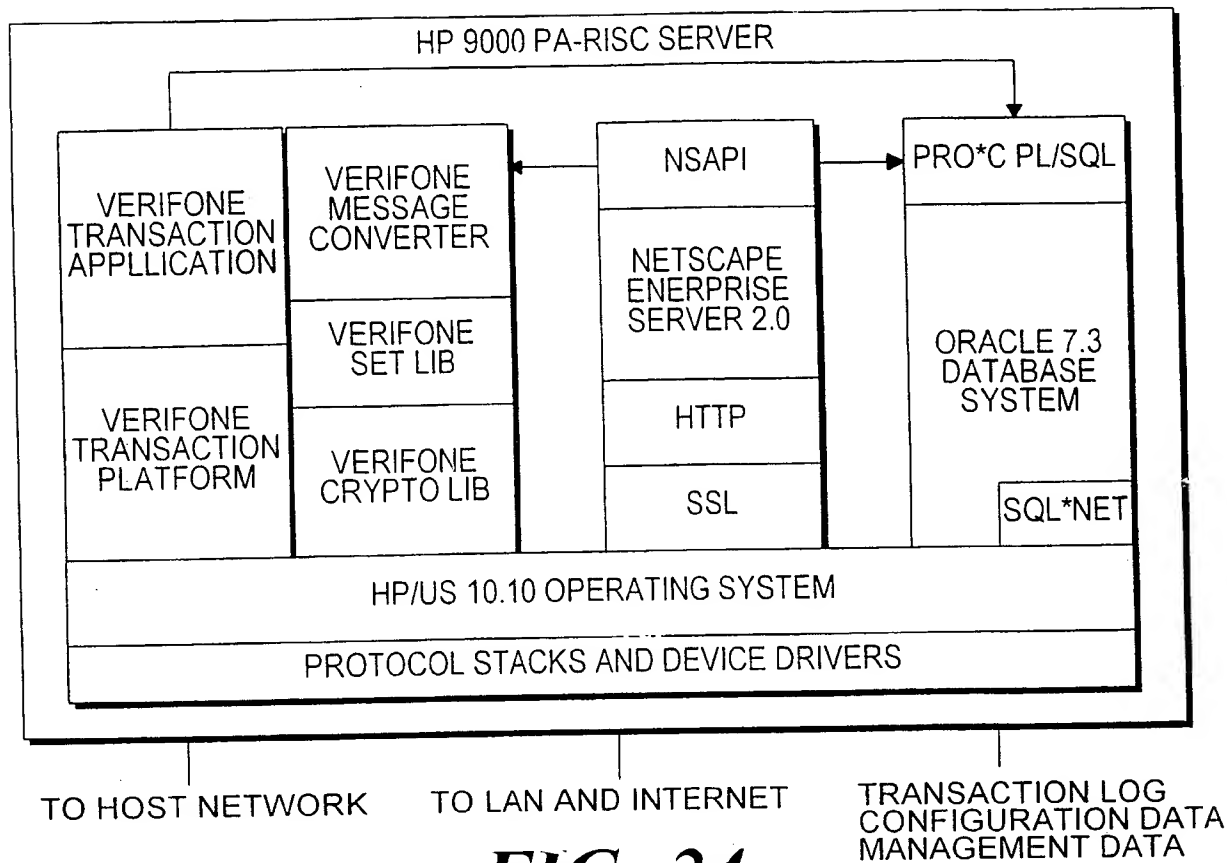 HP 9000 PA-RISC SERVER
VERIFONE
TRANSACTION
APPLLICATION
VERIFONE
TRANSACTION
PLATFORM
VERIFONE
MESSAGE
CONVERTER
VERIFONE
SET LIB
VERIFONE
CRYPTO LIB
NSAPI
NETSCAPE
ENERPRISE
SERVER 2.0
HTTP
SSL
PRO*C PL/SQL
ORACLE 7.3
DATABASE
SYSTEM
SQL*NET
HP/US 10.10 OPERATING SYSTEM
PROTOCOL STACKS AND DEVICE DRIVERS
TO HOST NETWORK
TO LAN AND INTERNET
TRANSACTION LOG
CONFIGURATION DATA
MANAGEMENT DATA
FIG. 24